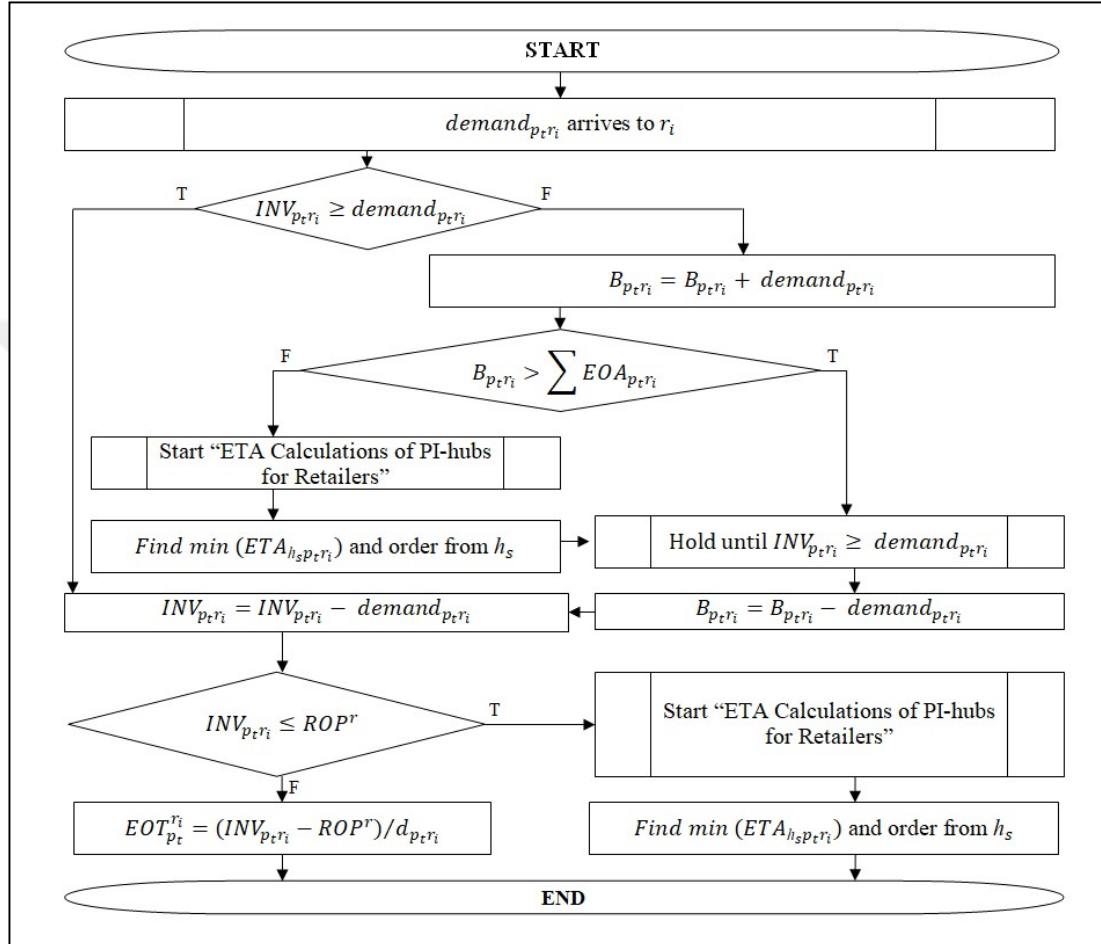 START
demand_{p_t r_i} arrives to r_i
T
F
INV_{p_t r_i} ≥ demand_{p_t r_i}
B_{p_t r_i} = B_{p_t r_i} + demand_{p_t r_i}
F
T
B_{p_t r_i} > ∑ EOA_{p_t r_i}
Start “ETA Calculations of PI-hubs
for Retailers”
Find min (ETA_{h_s p_t r_i}) and order from h_s
Hold until INV_{p_t r_i} ≥ demand_{p_t r_i}
INV_{p_t r_i} = INV_{p_t r_i} − demand_{p_t r_i}
B_{p_t r_i} = B_{p_t r_i} − demand_{p_t r_i}
INV_{p_t r_i} ≤ ROP^r
T
Start “ETA Calculations of PI-hubs
for Retailers”
F
EOT_{p_t}^{r_i} = (INV_{p_t r_i} − ROP^r)/d_{p_t r_i}
Find min (ETA_{h_s p_t r_i}) and order from h_s
END